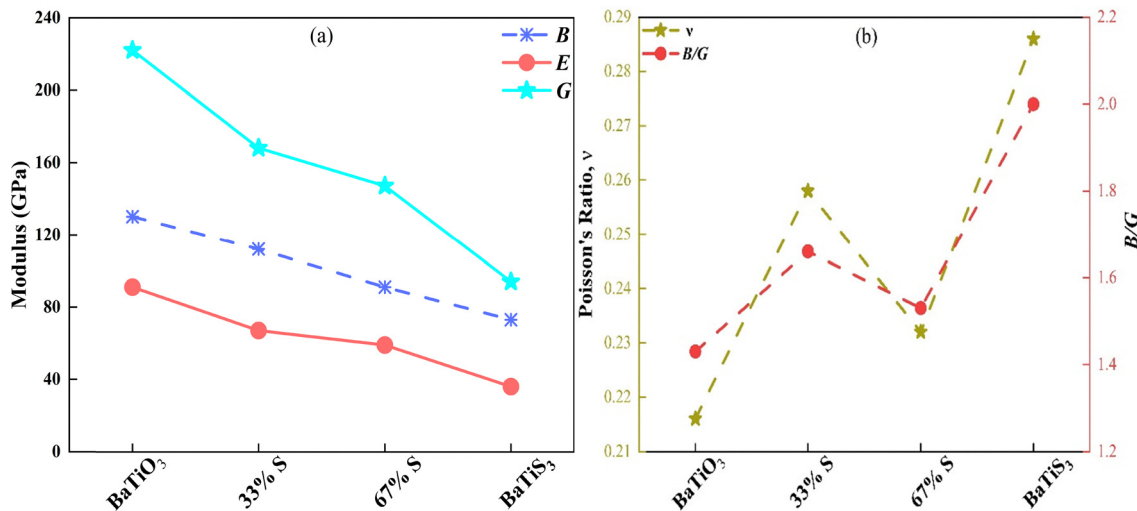 (a)
B
E
G
Modulus (GPa)
240
200
160
120
80
40
0
BaTiO₃
33% S
67% S
BaTiS₃
(b)
ν
B/G
Poisson's Ratio, ν
0.29
0.28
0.27
0.26
0.25
0.24
0.23
0.22
0.21
BaTiO₃
33% S
67% S
BaTiS₃
2.2
2.0
1.8
1.6
1.4
1.2
B/G